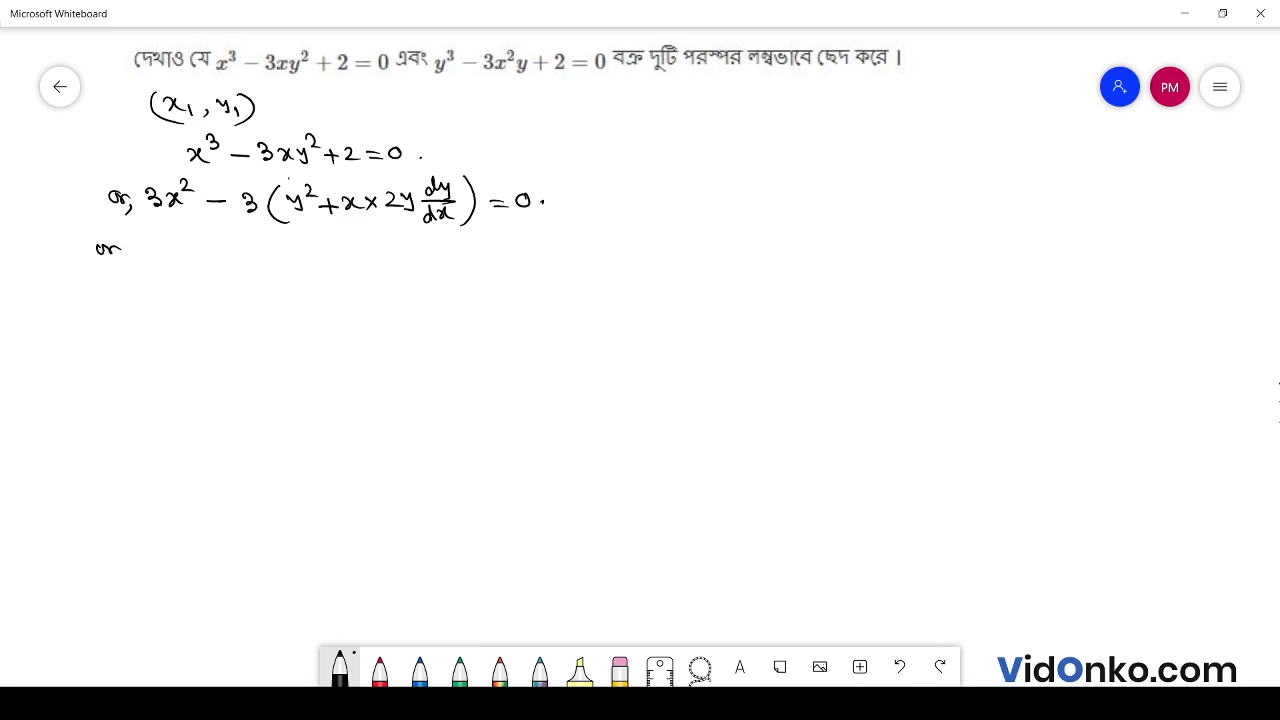 Microsoft Whiteboard
দেখাও যে x³ − 3xy² + 2 = 0 এবং y³ − 3x²y + 2 = 0 বক্র দুটি পরস্পর লম্বভাবে ছেদ করে ।
PM
(x₁, y₁)
x³ − 3xy² + 2 = 0 .
or, 3x² − 3 (y² + x × 2y dy/dx) = 0 .
or
A
VidOnko.com